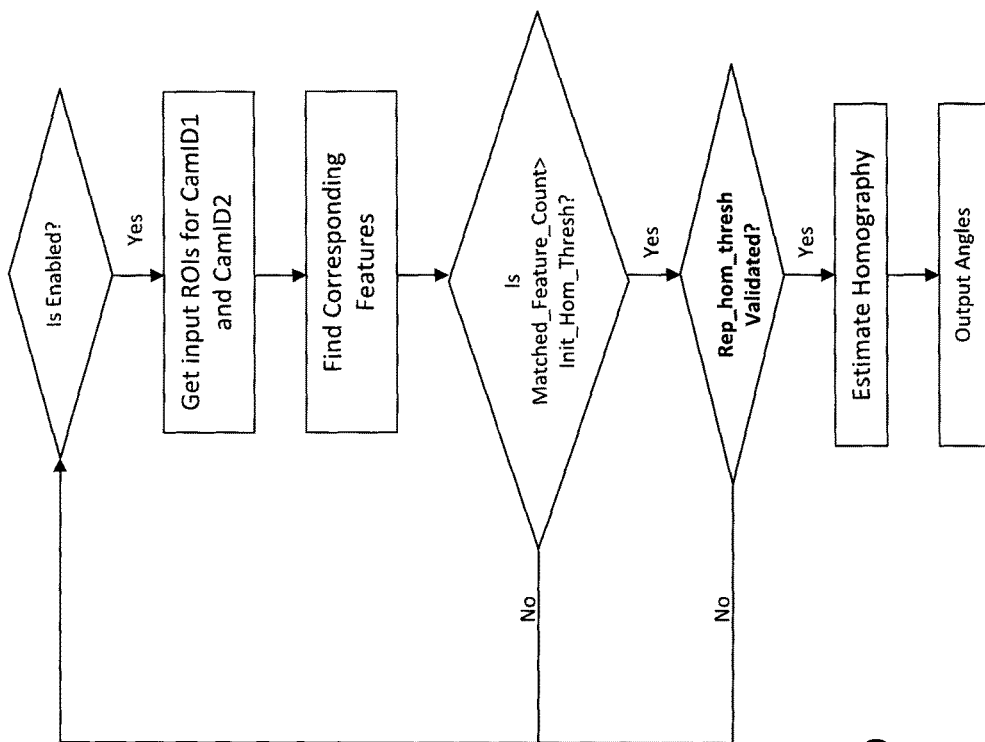 Is Enabled?
Yes
Get input ROIs for CamID1
and CamID2
Find Corresponding
Features
Is
Matched_Feature_Count>
Init_Hom_Thresh?
No
Yes
Rep_hom_thresh
Validated?
No
Yes
Estimate Homography
Output Angles